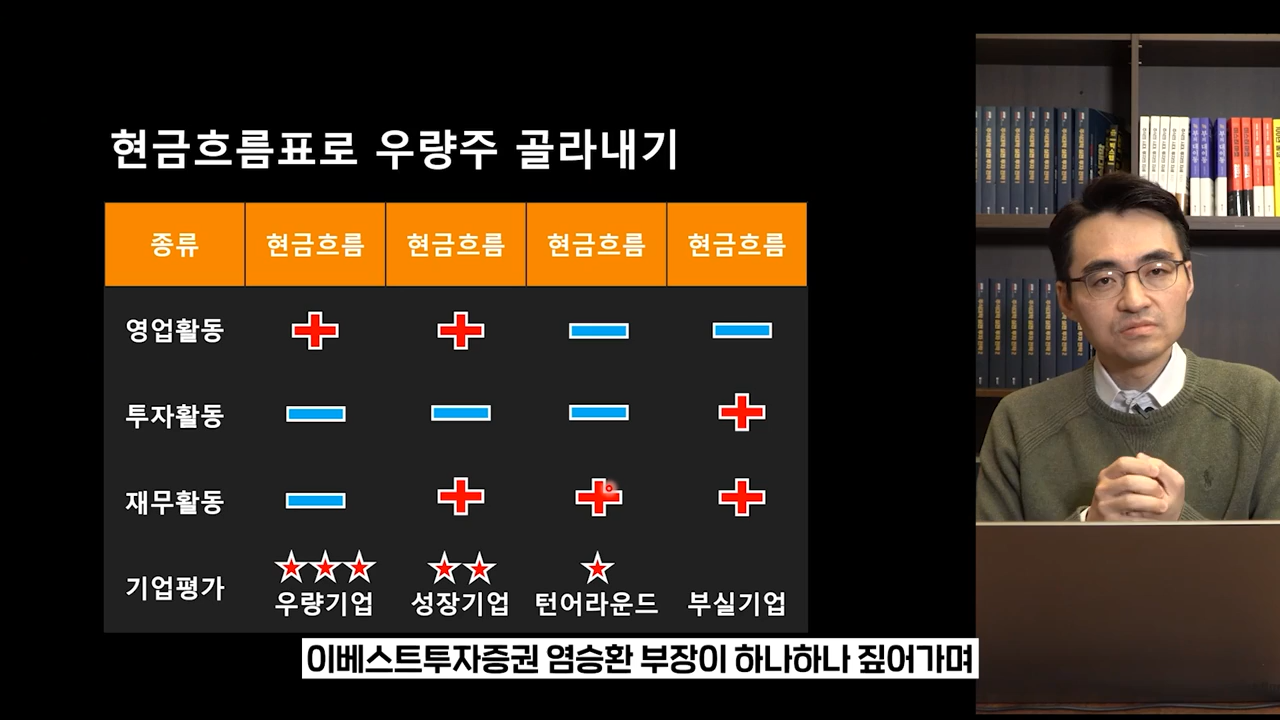 현금흐름표로 우량주 골라내기
종류 현금흐름 현금흐름 현금흐름 현금흐름
영업활동 + + − −
투자활동 − − − +
재무활동 − + + +
기업평가 ★★★ ★★ ★
우량기업 성장기업 턴어라운드 부실기업
이베스트투자증권 염승환 부장이 하나하나 짚어가며